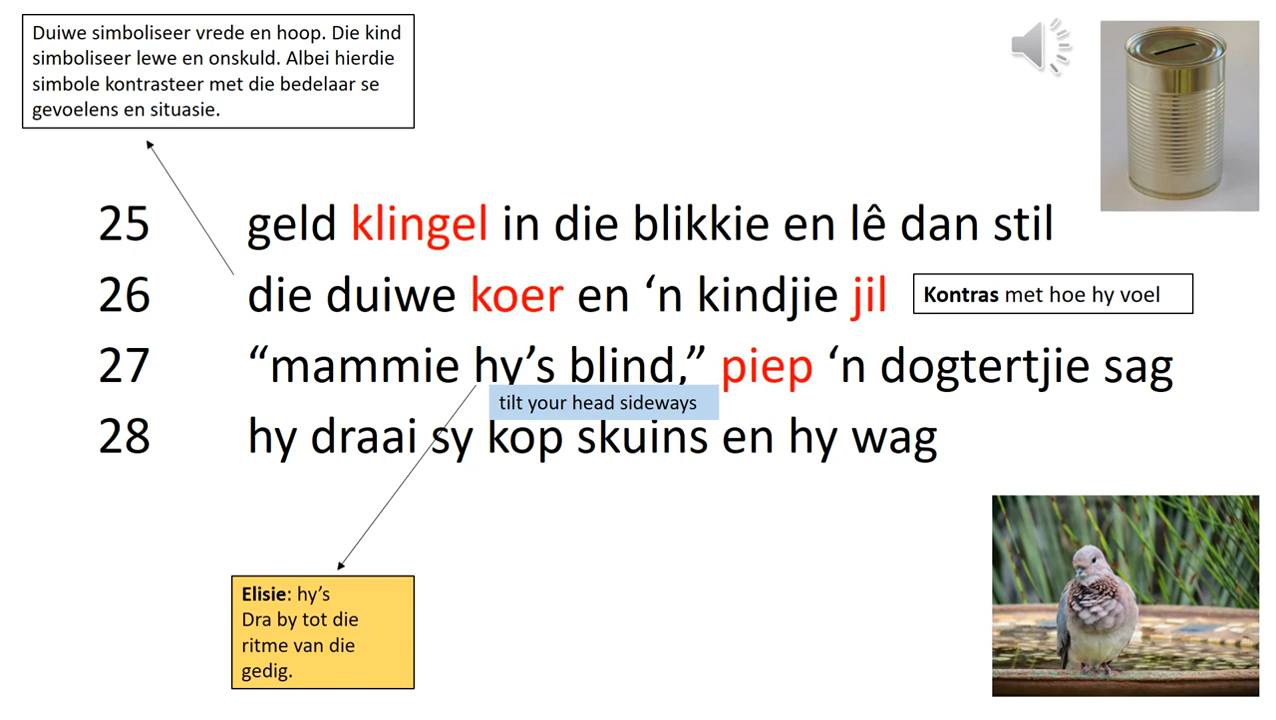 Duiwe simboliseer vrede en hoop. Die kind
simboliseer lewe en onskuld. Albei hierdie
simbole kontrasteer met die bedelaar se
gevoelens en situasie.
25 geld klingel in die blikkie en lê dan stil
26 die duiwe koer en ‘n kindjie jil
Kontras met hoe hy voel
27 “mammie hy’s blind,” piep ‘n dogtertjie sag
tilt your head sideways
28 hy draai sy kop skuins en hy wag
Elisie: hy’s
Dra by tot die
ritme van die
gedig.